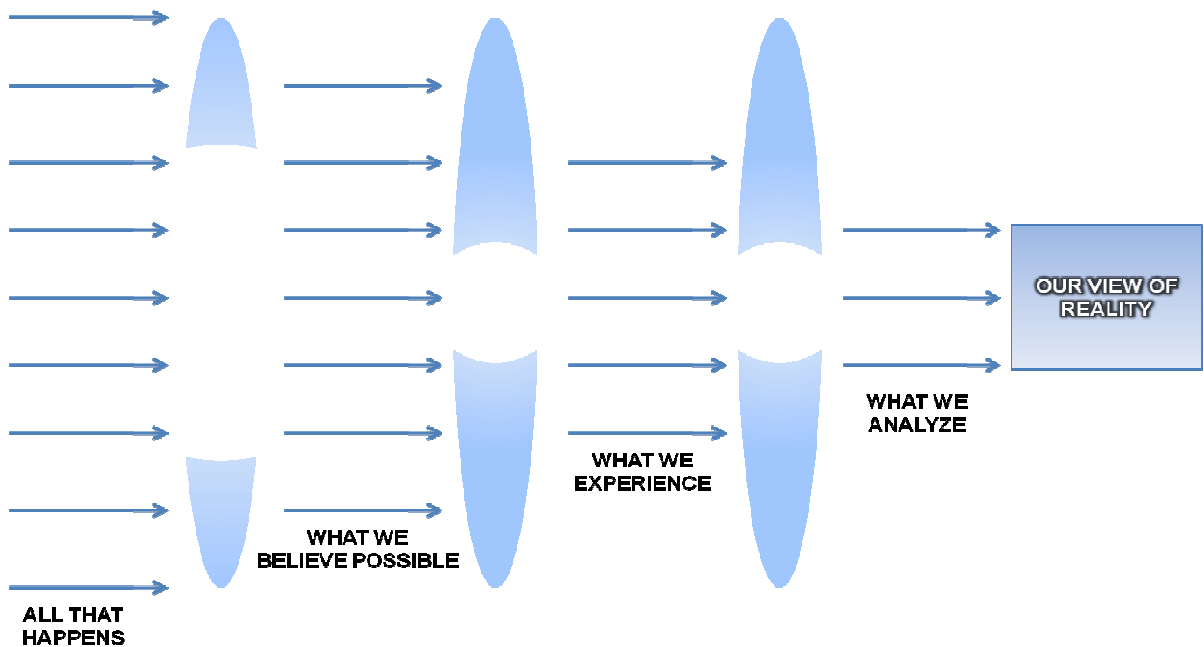 ALL THAT
HAPPENS
WHAT WE
BELIEVE POSSIBLE
WHAT WE
EXPERIENCE
WHAT WE
ANALYZE
OUR VIEW OF
REALITY